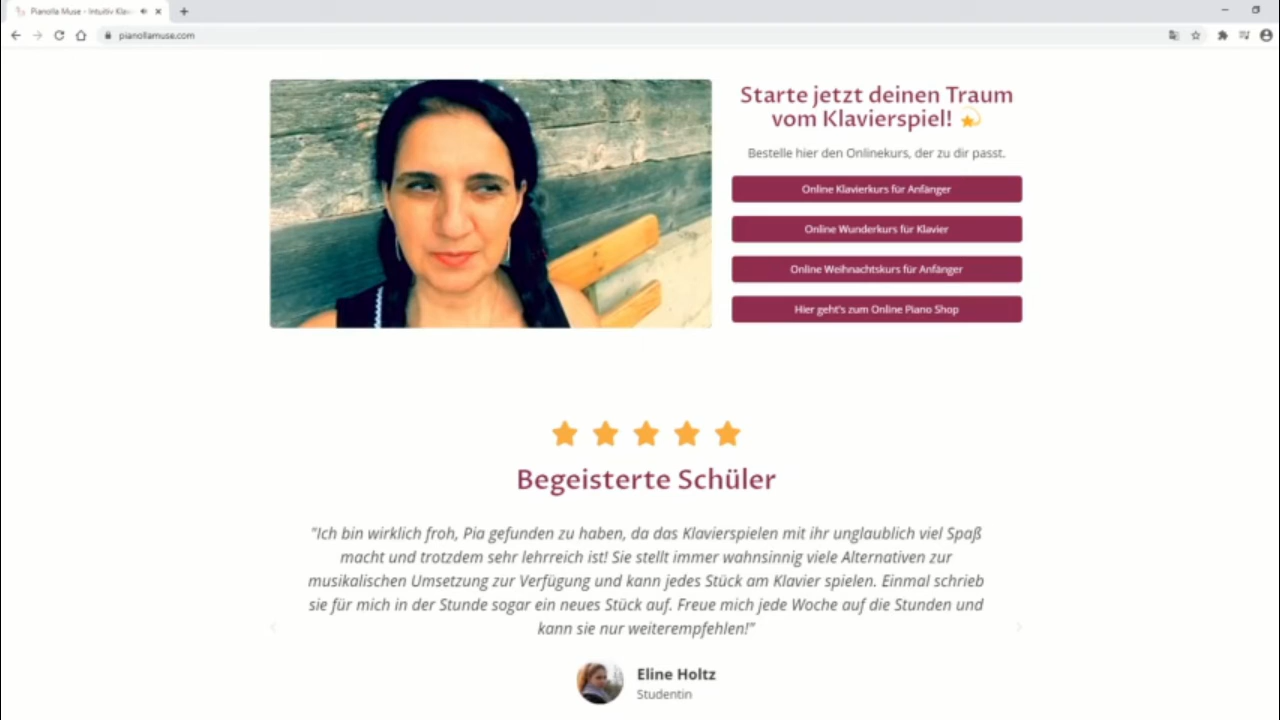 Pianolla Muse - Intuitiv Klav
pianollamuse.com
Starte jetzt deinen Traum
vom Klavierspiel!
Bestelle hier den Onlinekurs, der zu dir passt.
Online Klavierkurs für Anfänger
Online Wunderkurs für Klavier
Online Weihnachtskurs für Anfänger
Hier geht's zum Online Piano Shop
Begeisterte Schüler
"Ich bin wirklich froh, Pia gefunden zu haben, da das Klavierspielen mit ihr unglaublich viel Spaß
macht und trotzdem sehr lehrreich ist! Sie stellt immer wahnsinnig viele Alternativen zur
musikalischen Umsetzung zur Verfügung und kann jedes Stück am Klavier spielen. Einmal schrieb
sie für mich in der Stunde sogar ein neues Stück auf. Freue mich jede Woche auf die Stunden und
kann sie nur weiterempfehlen!"
Eline Holtz
Studentin